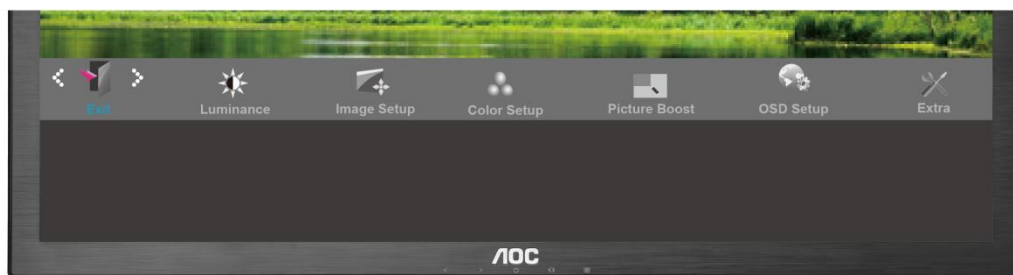 Exit
Luminance
Image Setup
Color Setup
Picture Boost
OSD Setup
Extra
AOC